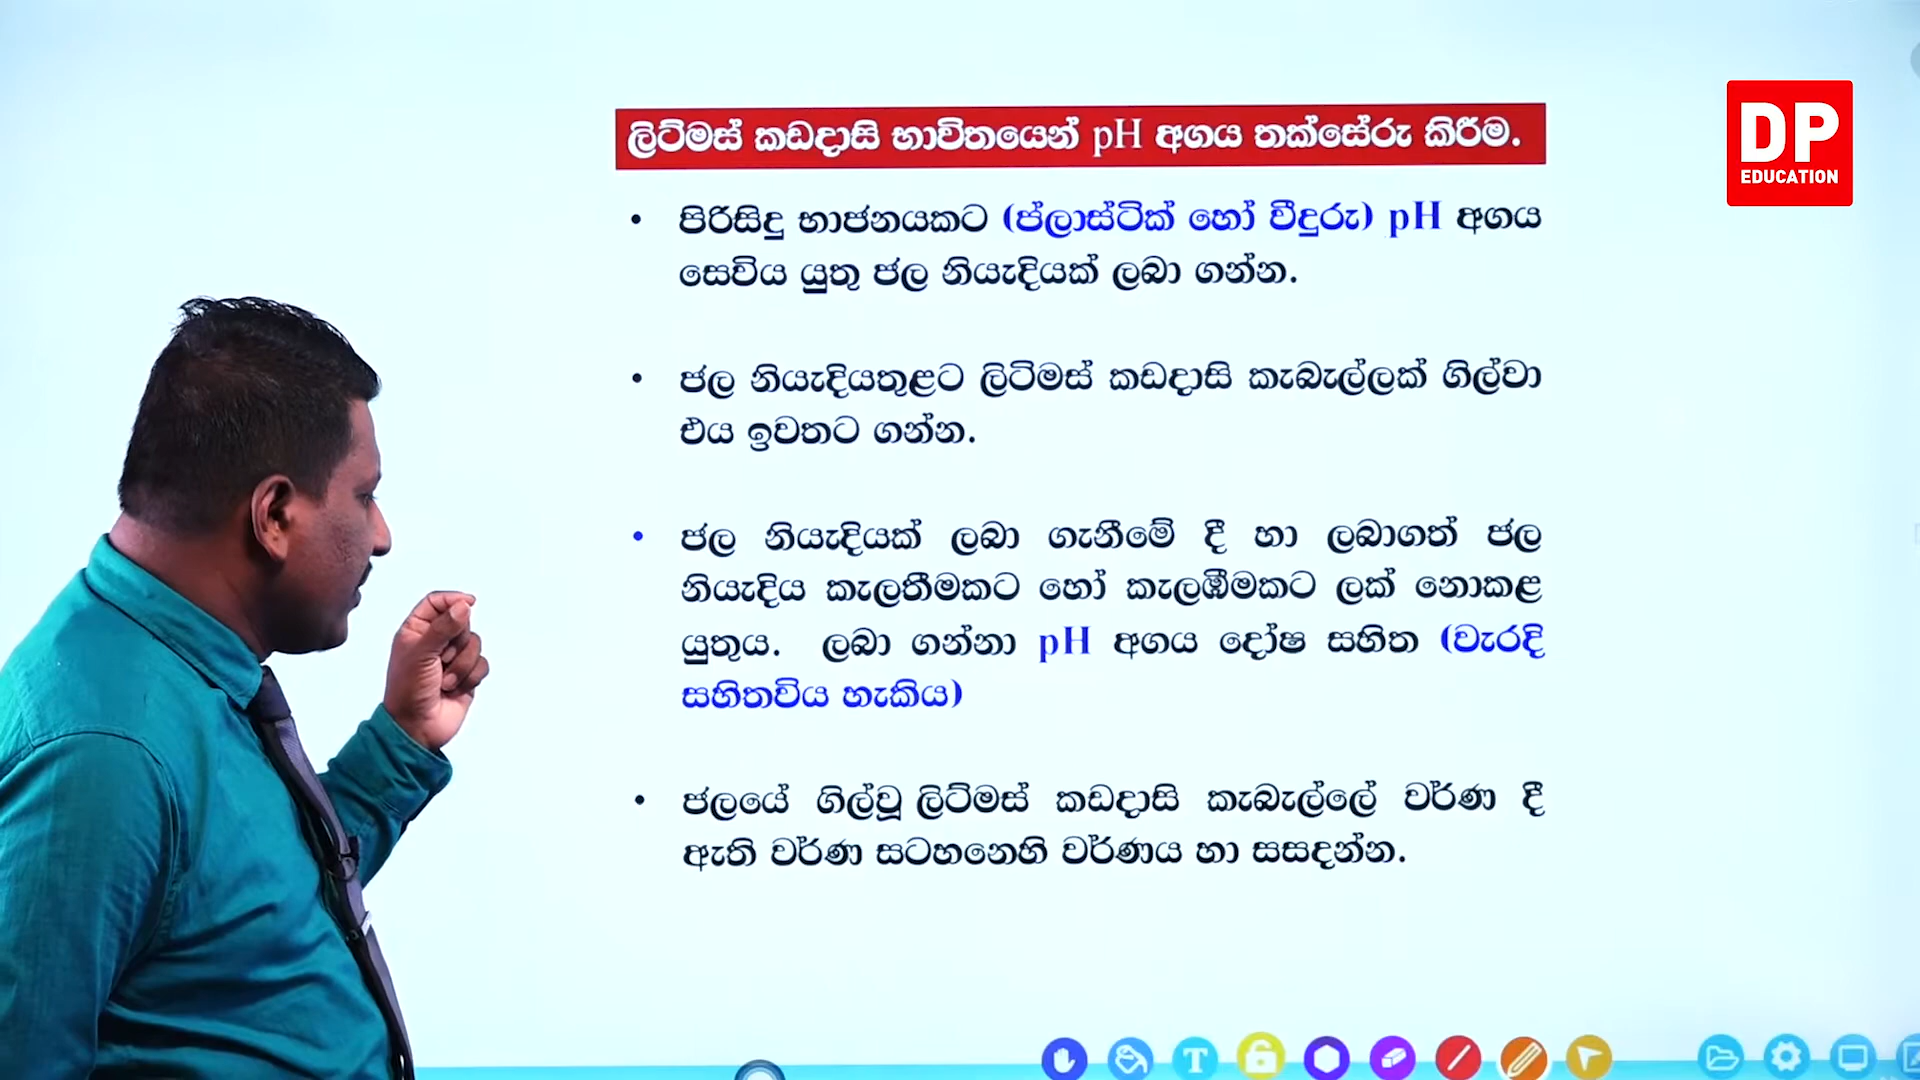 ලිට්මස් කඩදාසි භාවිතයෙන් pH අගය තක්සේරු කිරීම.
DP
EDUCATION
• පිරිසිදු භාජනයකට (ප්ලාස්ටික් හෝ වීදුරු) pH අගය
සෙවිය යුතු ජල නියැදියක් ලබා ගන්න.
• ජල නියැදියතුළට ලිටිමස් කඩදාසි කැබැල්ලක් ගිල්වා
එය ඉවතට ගන්න.
• ජල නියැදියක් ලබා ගැනීමේ දී හා ලබාගත් ජල
නියැදිය කැලතීමකට හෝ කැලඹීමකට ලක් නොකළ
යුතුය. ලබා ගන්නා pH අගය දෝෂ සහිත (වැරදි
සහිතවිය හැකිය)
• ජලයේ ගිල්වූ ලිට්මස් කඩදාසි කැබැල්ලේ වර්ණ දී
ඇති වර්ණ සටහනෙහි වර්ණය හා සසදන්න.
T